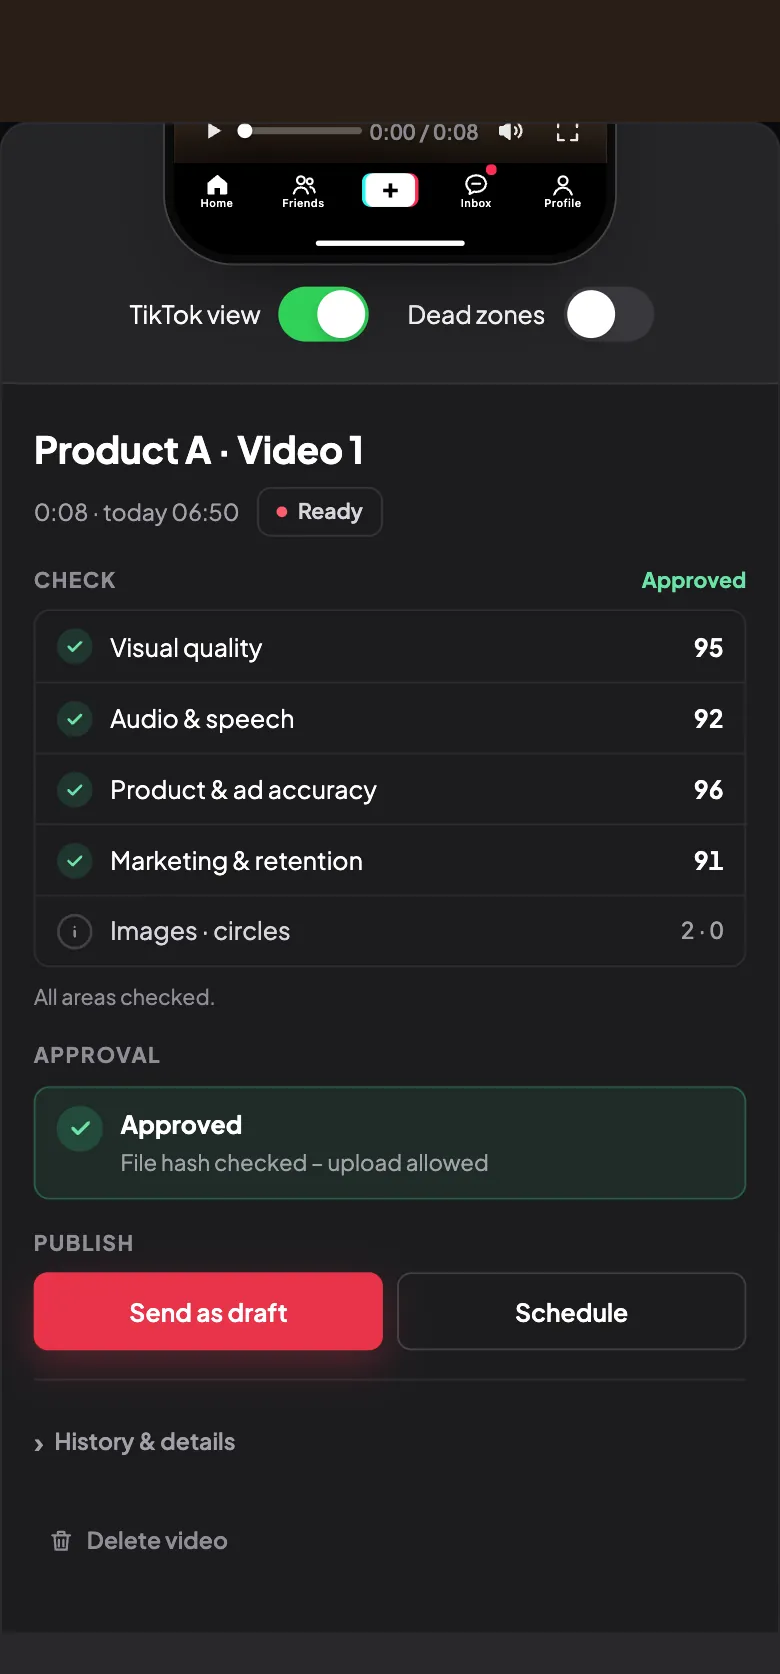 0:00 / 0:08
Home Friends Inbox Profile
TikTok view Dead zones
Product A · Video 1
0:08 · today 06:50 Ready
CHECK Approved
Visual quality 95
Audio & speech 92
Product & ad accuracy 96
Marketing & retention 91
Images · circles 2 · 0
All areas checked.
APPROVAL
Approved
File hash checked – upload allowed
PUBLISH
Send as draft Schedule
› History & details
Delete video